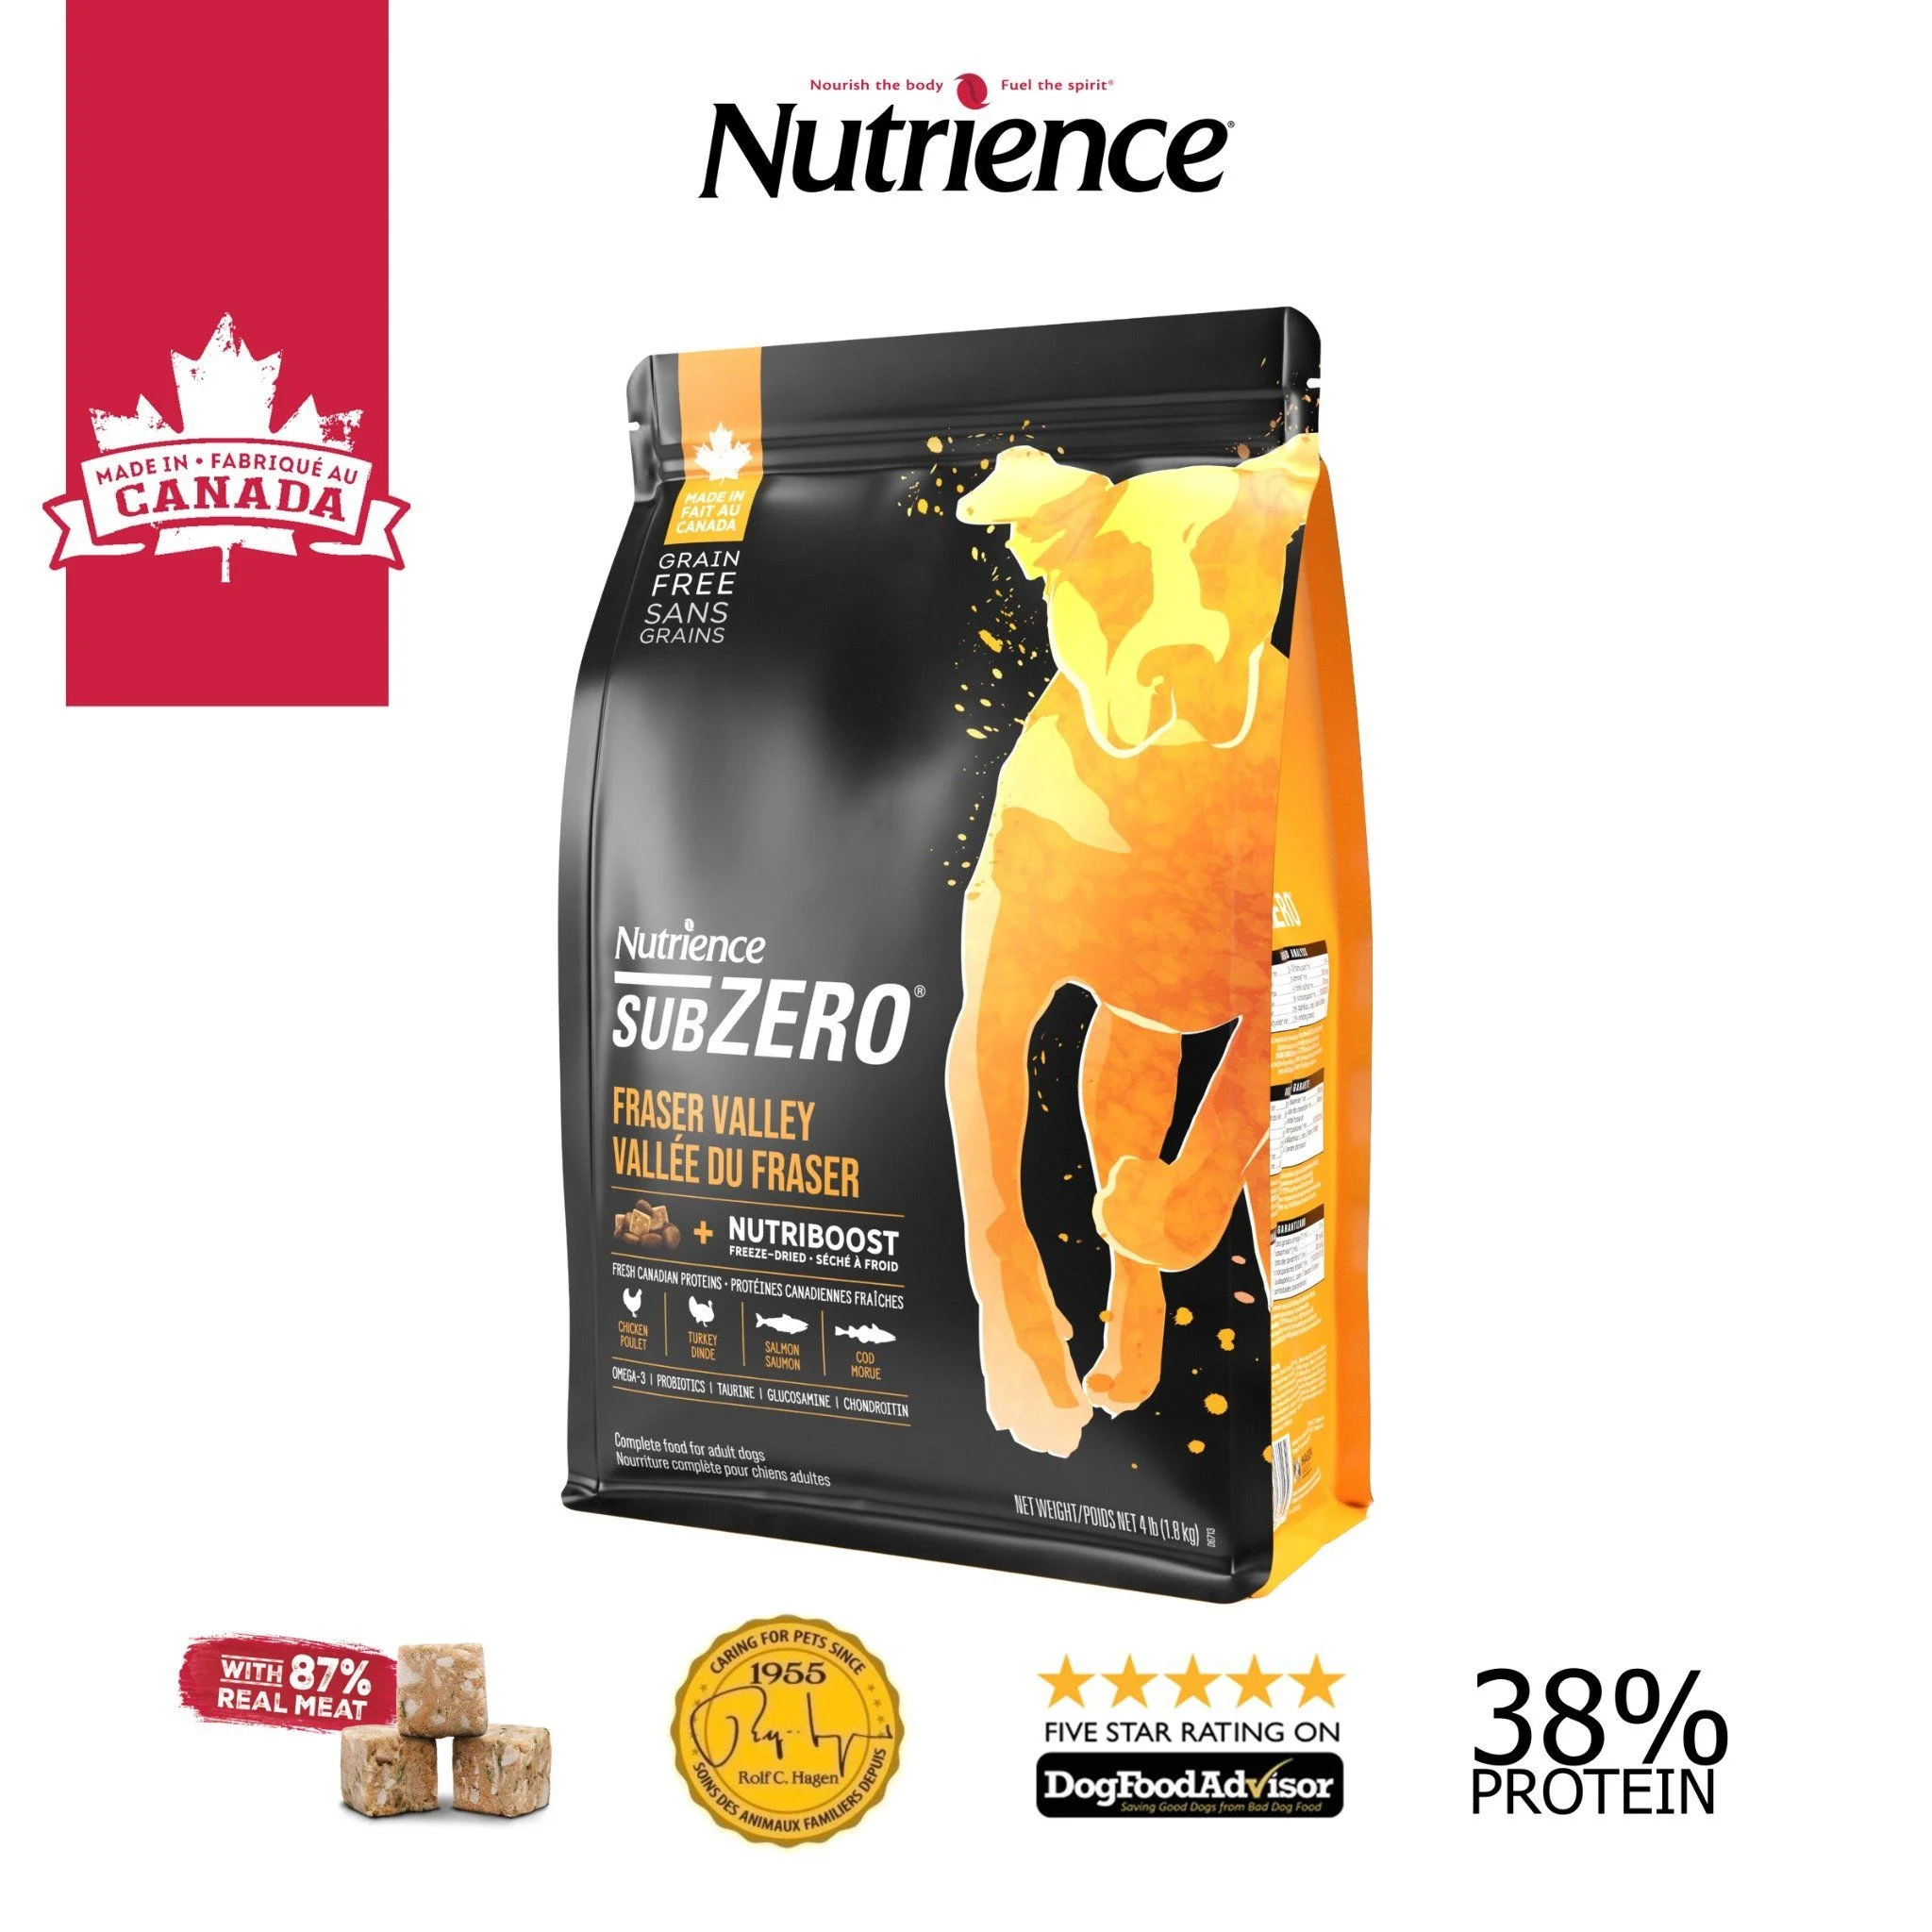 Nourish the body Fuel the spirit®
Nutrience®
MADE IN • FABRIQUÉ AU
CANADA
MADE IN
FAIT AU
CANADA
GRAIN
FREE
SANS
GRAINS
Nutrience
SUBZERO®
FRASER VALLEY
VALLÉE DU FRASER
+ NUTRIBOOST
FREEZE-DRIED • SÉCHÉ À FROID
FRESH CANADIAN PROTEINS • PROTÉINES CANADIENNES FRAÎCHES
CHICKEN
POULET
TURKEY
DINDE
SALMON
SAUMON
COD
MORUE
OMEGA-3 | PROBIOTICS | TAURINE | GLUCOSAMINE | CHONDROITIN
Complete food for adult dogs
Nourriture complète pour chiens adultes
NET WEIGHT/POIDS NET 4 lb (1.8 kg)
D6713
ERO
WITH 87%
REAL MEAT
CARING FOR PETS SINCE
1955
Rolf C. Hagen
SOINS DES ANIMAUX FAMILIERS DEPUIS
FIVE STAR RATING ON
DogFoodAdvisor
Saving Good Dogs from Bad Dog Food
38%
PROTEIN